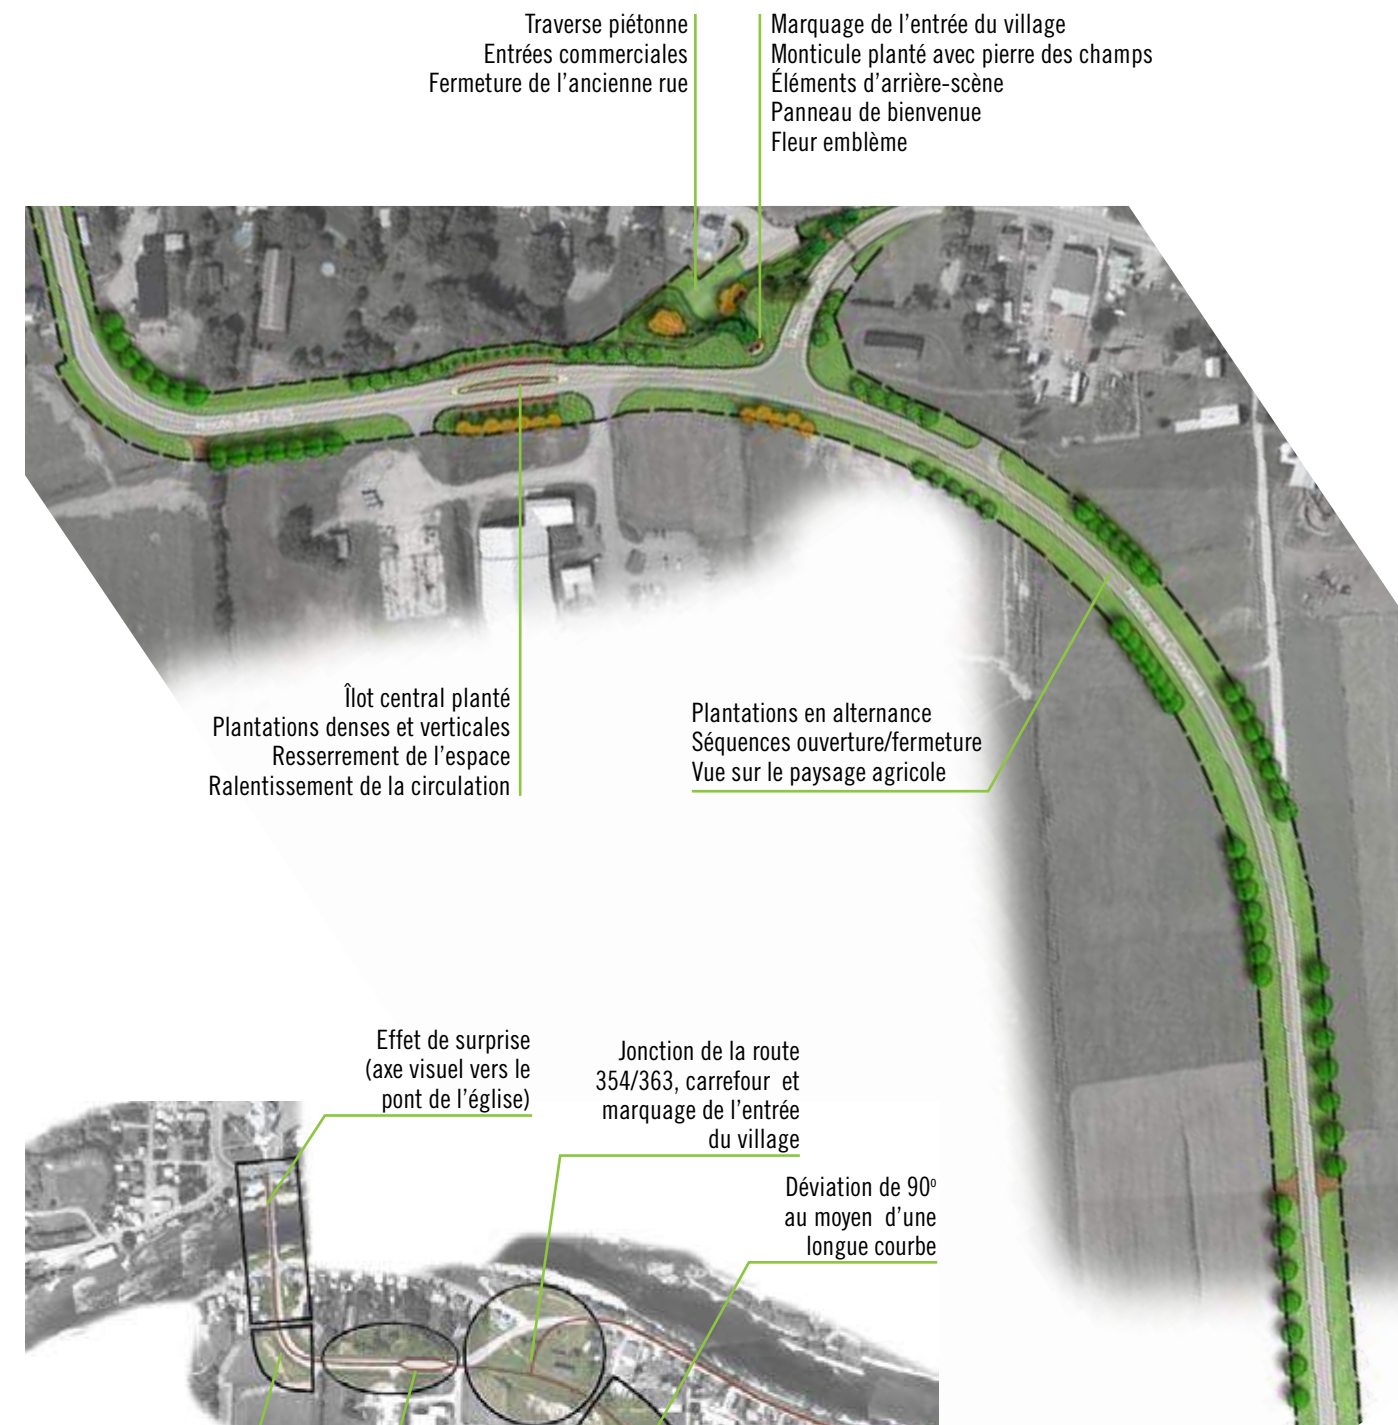 Traverse piétonne
Entrées commerciales
Fermeture de l’ancienne rue
Marquage de l’entrée du village
Monticule planté avec pierre des champs
Éléments d’arrière-scène
Panneau de bienvenue
Fleur emblème
Îlot central planté
Plantations denses et verticales
Resserrement de l’espace
Ralentissement de la circulation
Plantations en alternance
Séquences ouverture/fermeture
Vue sur le paysage agricole
Effet de surprise
(axe visuel vers le
pont de l’église)
Jonction de la route
354/363, carrefour et
marquage de l’entrée
du village
Déviation de 90º
au moyen d’une
longue courbe